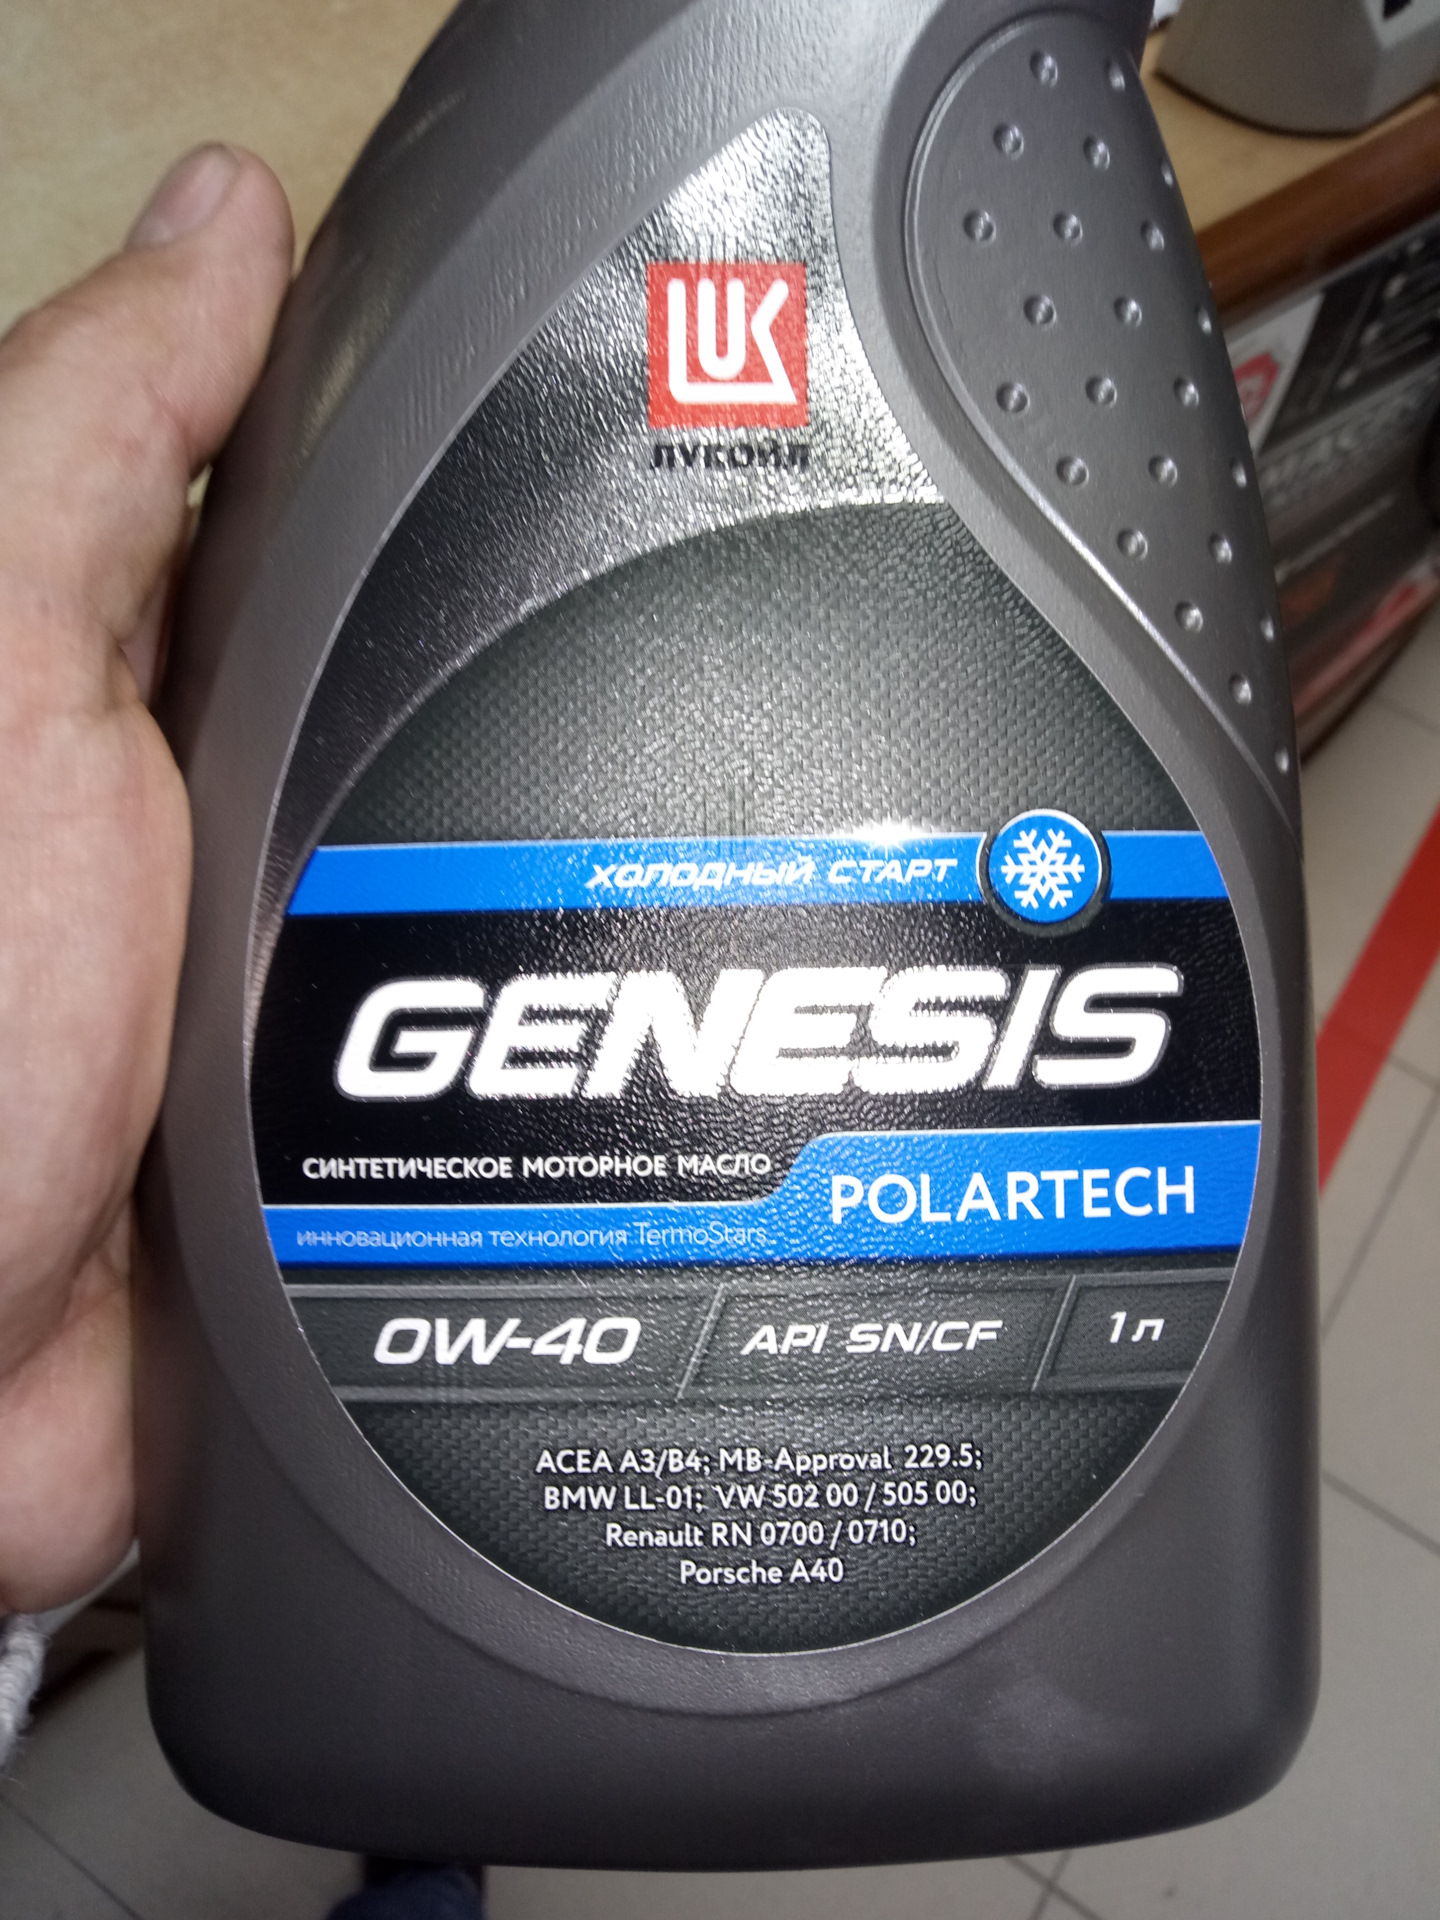 LUK
ЛУКОЙЛ
ХОЛОДНЫЙ СТАРТ
GENESIS
СИНТЕТИЧЕСКОЕ МОТОРНОЕ МАСЛО
POLARTECH
инновационная технология TermoStars
0W-40
API SN/CF
1 л
ACEA A3/B4; MB-Approval 229.5;
BMW LL-01; VW 502 00 / 505 00;
Renault RN 0700 / 0710;
Porsche A40